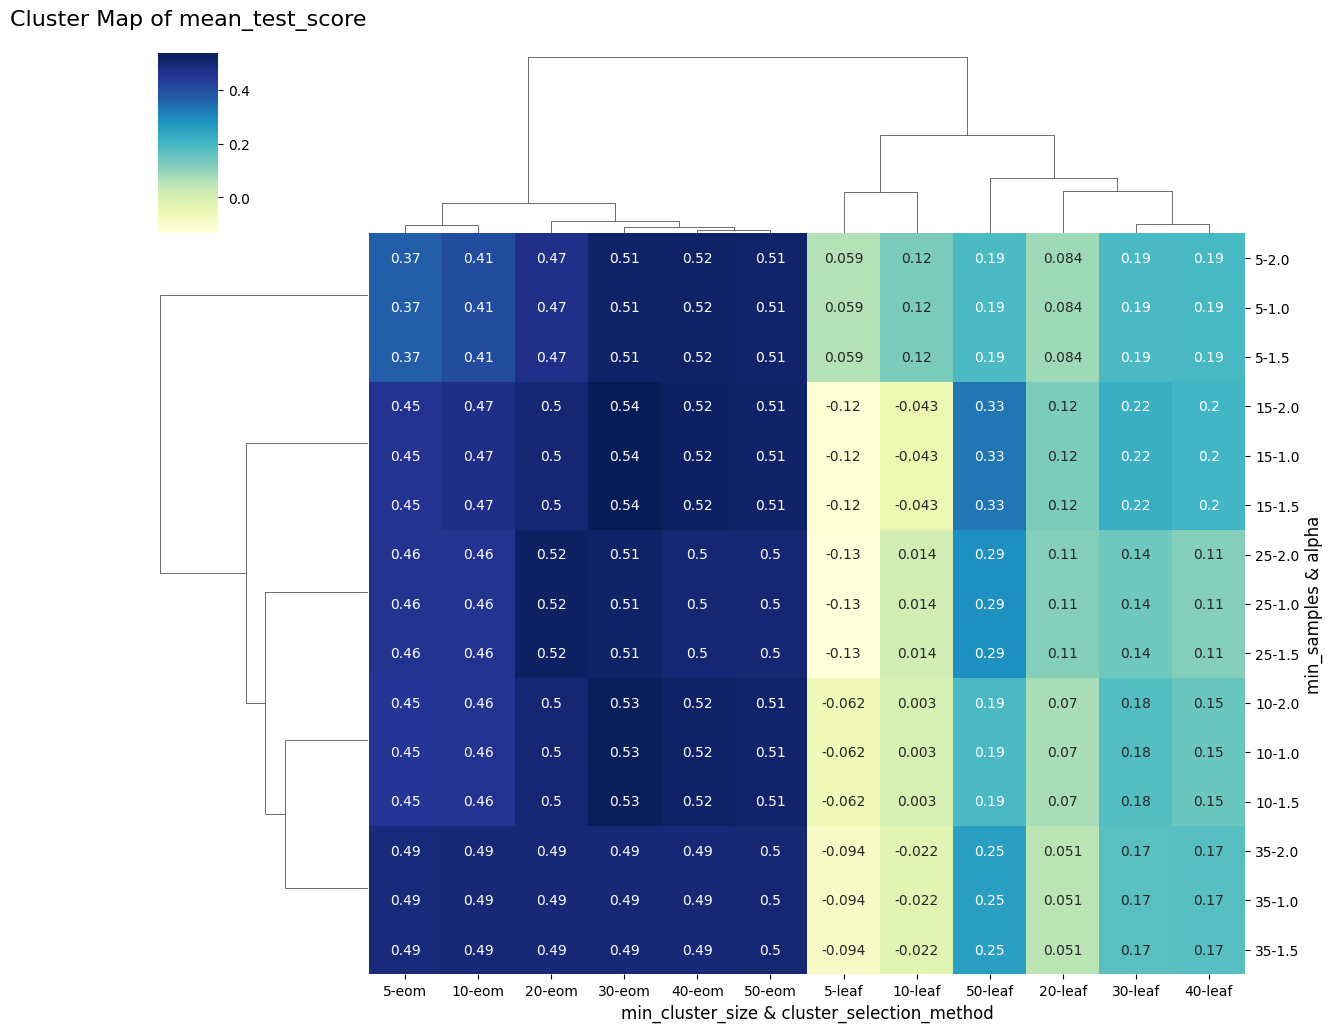 Cluster Map of mean_test_score
0.4
0.2
0.0
0.37 0.41 0.47 0.51 0.52 0.51 0.059 0.12 0.19 0.084 0.19 0.19 5-2.0
0.37 0.41 0.47 0.51 0.52 0.51 0.059 0.12 0.19 0.084 0.19 0.19 5-1.0
0.37 0.41 0.47 0.51 0.52 0.51 0.059 0.12 0.19 0.084 0.19 0.19 5-1.5
0.45 0.47 0.5 0.54 0.52 0.51 -0.12 -0.043 0.33 0.12 0.22 0.2 15-2.0
0.45 0.47 0.5 0.54 0.52 0.51 -0.12 -0.043 0.33 0.12 0.22 0.2 15-1.0
0.45 0.47 0.5 0.54 0.52 0.51 -0.12 -0.043 0.33 0.12 0.22 0.2 15-1.5
0.46 0.46 0.52 0.51 0.5 0.5 -0.13 0.014 0.29 0.11 0.14 0.11 25-2.0
0.46 0.46 0.52 0.51 0.5 0.5 -0.13 0.014 0.29 0.11 0.14 0.11 25-1.0
0.46 0.46 0.52 0.51 0.5 0.5 -0.13 0.014 0.29 0.11 0.14 0.11 25-1.5
0.45 0.46 0.5 0.53 0.52 0.51 -0.062 0.003 0.19 0.07 0.18 0.15 10-2.0
0.45 0.46 0.5 0.53 0.52 0.51 -0.062 0.003 0.19 0.07 0.18 0.15 10-1.0
0.45 0.46 0.5 0.53 0.52 0.51 -0.062 0.003 0.19 0.07 0.18 0.15 10-1.5
0.49 0.49 0.49 0.49 0.49 0.5 -0.094 -0.022 0.25 0.051 0.17 0.17 35-2.0
0.49 0.49 0.49 0.49 0.49 0.5 -0.094 -0.022 0.25 0.051 0.17 0.17 35-1.0
0.49 0.49 0.49 0.49 0.49 0.5 -0.094 -0.022 0.25 0.051 0.17 0.17 35-1.5
min_samples & alpha
5-eom 10-eom 20-eom 30-eom 40-eom 50-eom 5-leaf 10-leaf 50-leaf 20-leaf 30-leaf 40-leaf
min_cluster_size & cluster_selection_method